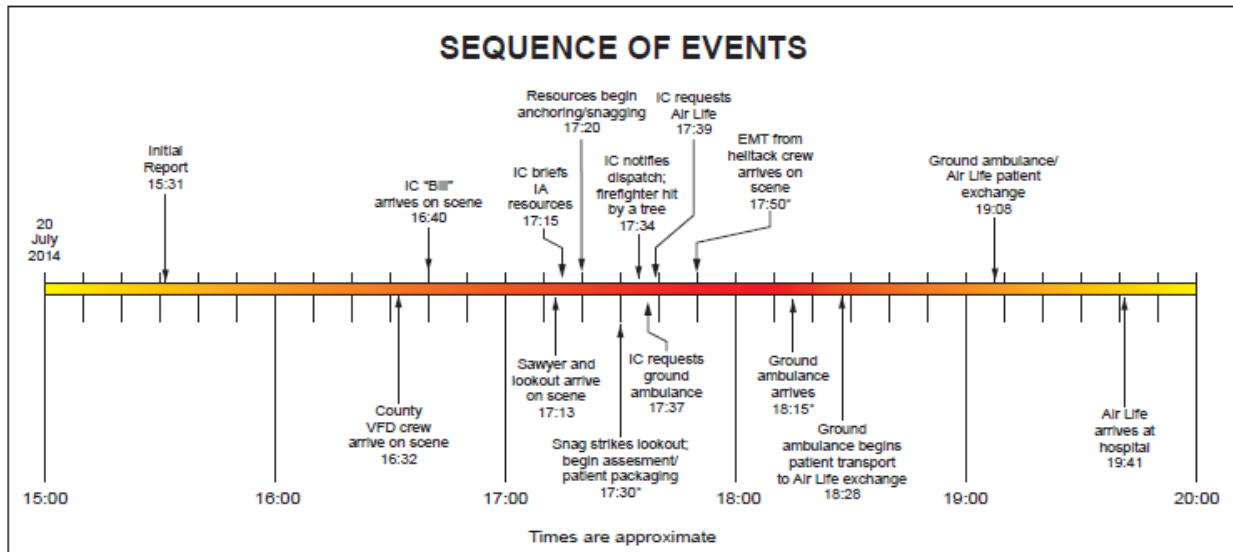 SEQUENCE OF EVENTS
Resources begin
anchoring/snagging
17:20
IC requests
Air Life
17:39
Initial
Report
15:31
IC "Bill"
arrives on scene
16:40
IC briefs
IA
resources
17:15
IC notifies
dispatch;
firefighter hit
by a tree
17:34
EMT from
helitack crew
arrives on
scene
17:50*
Ground ambulance/
Air Life patient
exchange
19:08
20
July
2014
County
VFD crew
arrive on scene
16:32
Sawyer and
lookout arrive
on scene
17:13
Snag strikes lookout;
begin assesment/
patient packaging
17:30*
IC requests
ground
ambulance
17:37
Ground
ambulance
arrives
18:15*
Ground
ambulance begins
patient transport
to Air Life exchange
18:28
Air Life
arrives at
hospital
19:41
15:00
16:00
17:00
18:00
19:00
20:00
Times are approximate